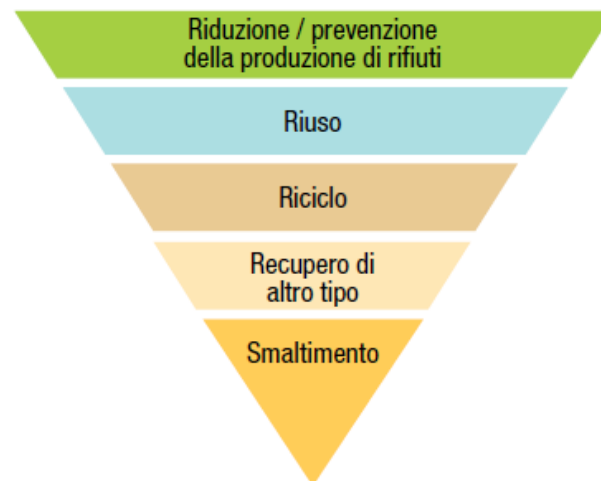 Riduzione / prevenzione
della produzione di rifiuti
Riuso
Riciclo
Recupero di
altro tipo
Smaltimento